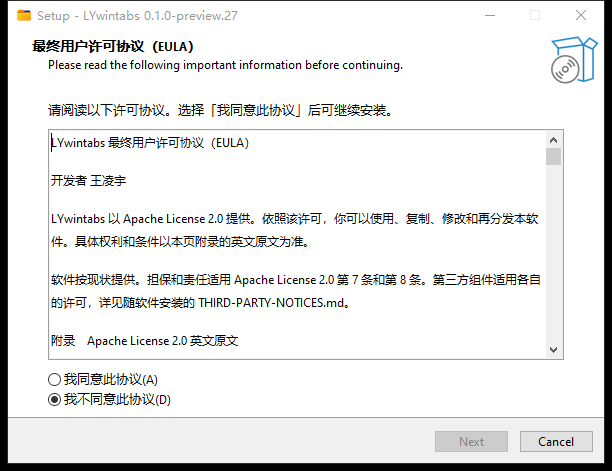 Setup - LYwintabs 0.1.0-preview.27
最终用户许可协议（EULA）
Please read the following important information before continuing.
请阅读以下许可协议。选择「我同意此协议」后可继续安装。
LYwintabs 最终用户许可协议（EULA）
开发者 王凌宇
LYwintabs 以 Apache License 2.0 提供。依照该许可，你可以使用、复制、修改和再分发本软
件。具体权利和条件以本页附录的英文原文为准。
软件按现状提供。担保和责任适用 Apache License 2.0 第 7 条和第 8 条。第三方组件适用各自
的许可，详见随软件安装的 THIRD-PARTY-NOTICES.md。
附录　Apache License 2.0 英文原文
我同意此协议(A)
我不同意此协议(D)
Next
Cancel